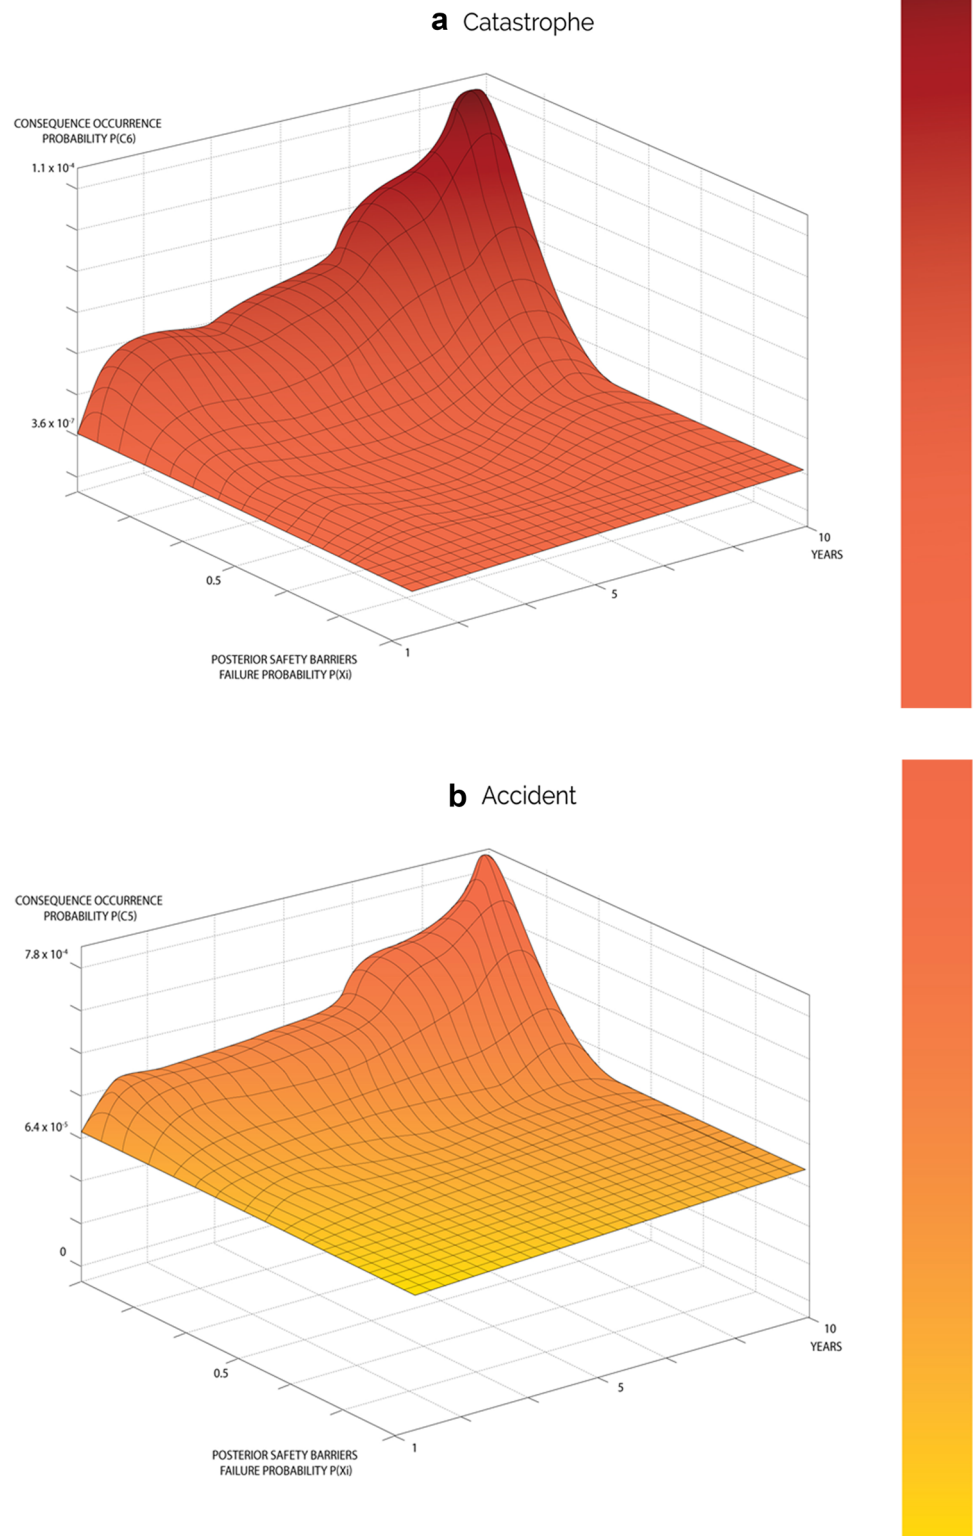 a Catastrophe
CONSEQUENCE OCCURRENCE
PROBABILITY P(C6)
1.1 x 10⁻⁴
3.6 x 10⁻⁷
0.5
1
5
10
YEARS
POSTERIOR SAFETY BARRIERS
FAILURE PROBABILITY P(Xi)
b Accident
CONSEQUENCE OCCURRENCE
PROBABILITY P(C5)
7.8 x 10⁻⁴
6.4 x 10⁻⁵
0
0.5
1
5
10
YEARS
POSTERIOR SAFETY BARRIERS
FAILURE PROBABILITY P(Xi)